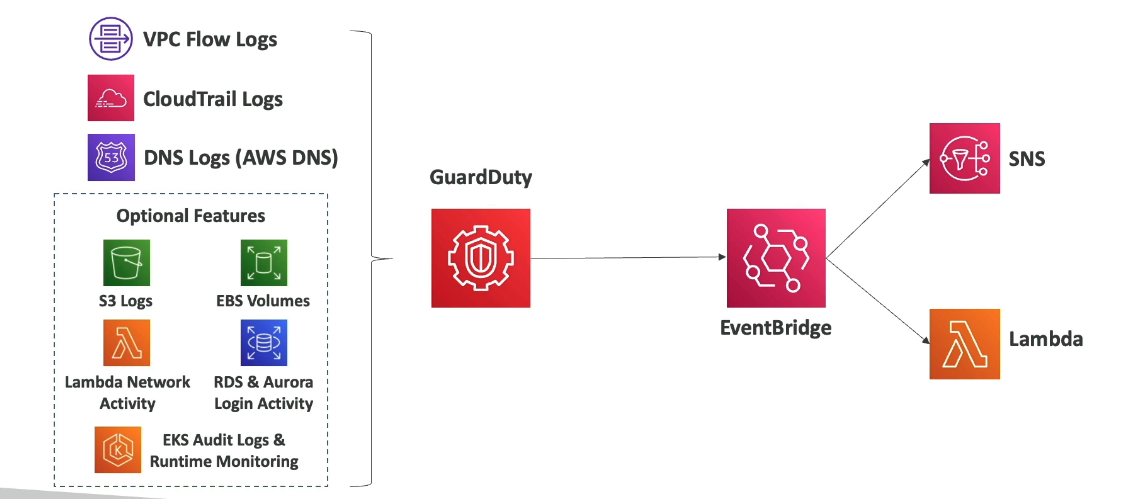 VPC Flow Logs
CloudTrail Logs
53
DNS Logs (AWS DNS)
Optional Features
S3 Logs
EBS Volumes
Lambda Network
Activity
RDS & Aurora
Login Activity
K
EKS Audit Logs &
Runtime Monitoring
GuardDuty
EventBridge
SNS
Lambda